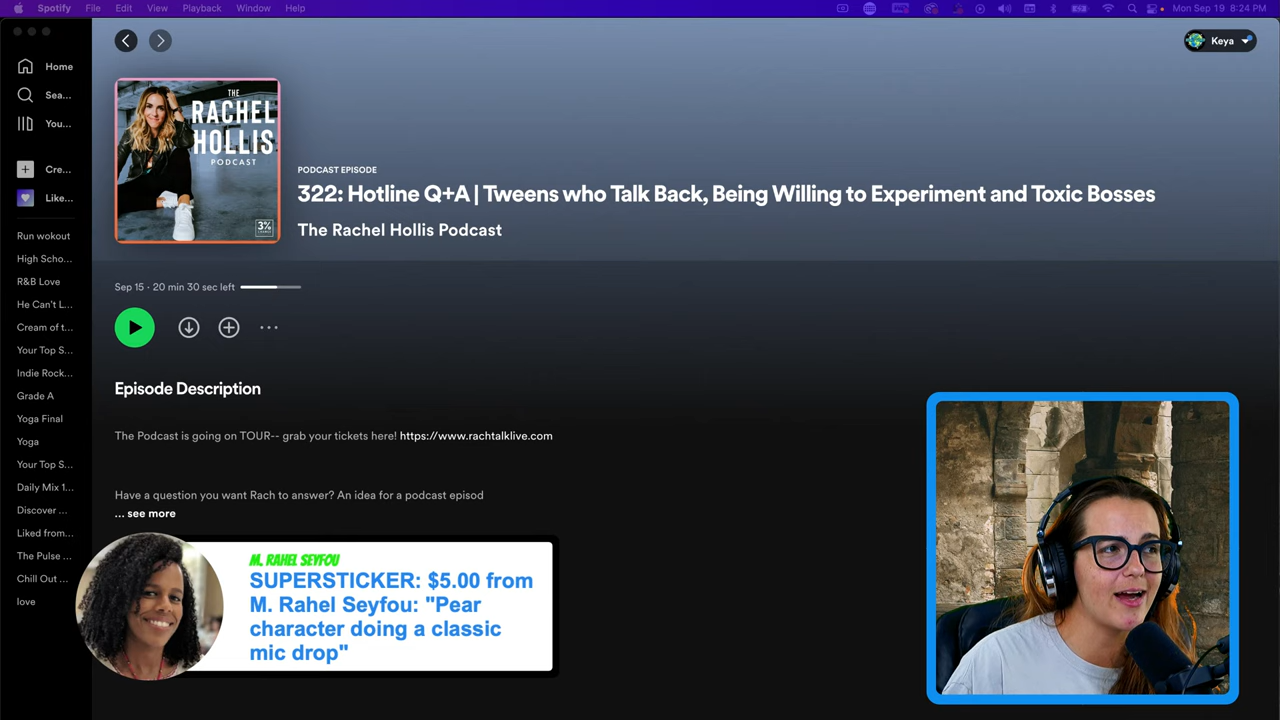 Spotify File Edit View Playback Window Help Mon Sep 19 8:24 PM
Keya
Home
Sea...
You...
Cre...
Like...
Run wokout
High Scho...
R&B Love
He Can't L...
Cream of t...
Your Top S...
Indie Rock...
Grade A
Yoga Final
Yoga
Your Top S...
Daily Mix 1...
Discover ...
Liked from...
The Pulse ...
Chill Out ...
love
THE
RACHEL
HOLLIS
PODCAST
3%
PODCAST EPISODE
322: Hotline Q+A | Tweens who Talk Back, Being Willing to Experiment and Toxic Bosses
The Rachel Hollis Podcast
Sep 15 · 20 min 30 sec left
Episode Description
The Podcast is going on TOUR-- grab your tickets here! https://www.rachtalklive.com
Have a question you want Rach to answer? An idea for a podcast episod
... see more
M. RAHEL SEYFOU
SUPERSTICKER: $5.00 from
M. Rahel Seyfou: "Pear
character doing a classic
mic drop"